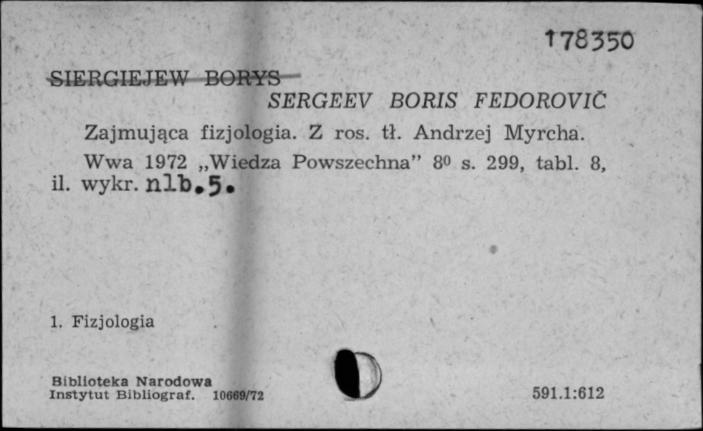 178350
SIERGIEJEW BORYS
SERGEEV BORIS FEDOROVIČ
Zajmująca fizjologia. Z ros. tł. Andrzej Myrcha.
Wwa 1972 „Wiedza Powszechna” 8⁰ s. 299, tabl. 8,
il. wykr. nlb.5.
1. Fizjologia
Biblioteka Narodowa
Instytut Bibliograf. 10669/72
591.1:612